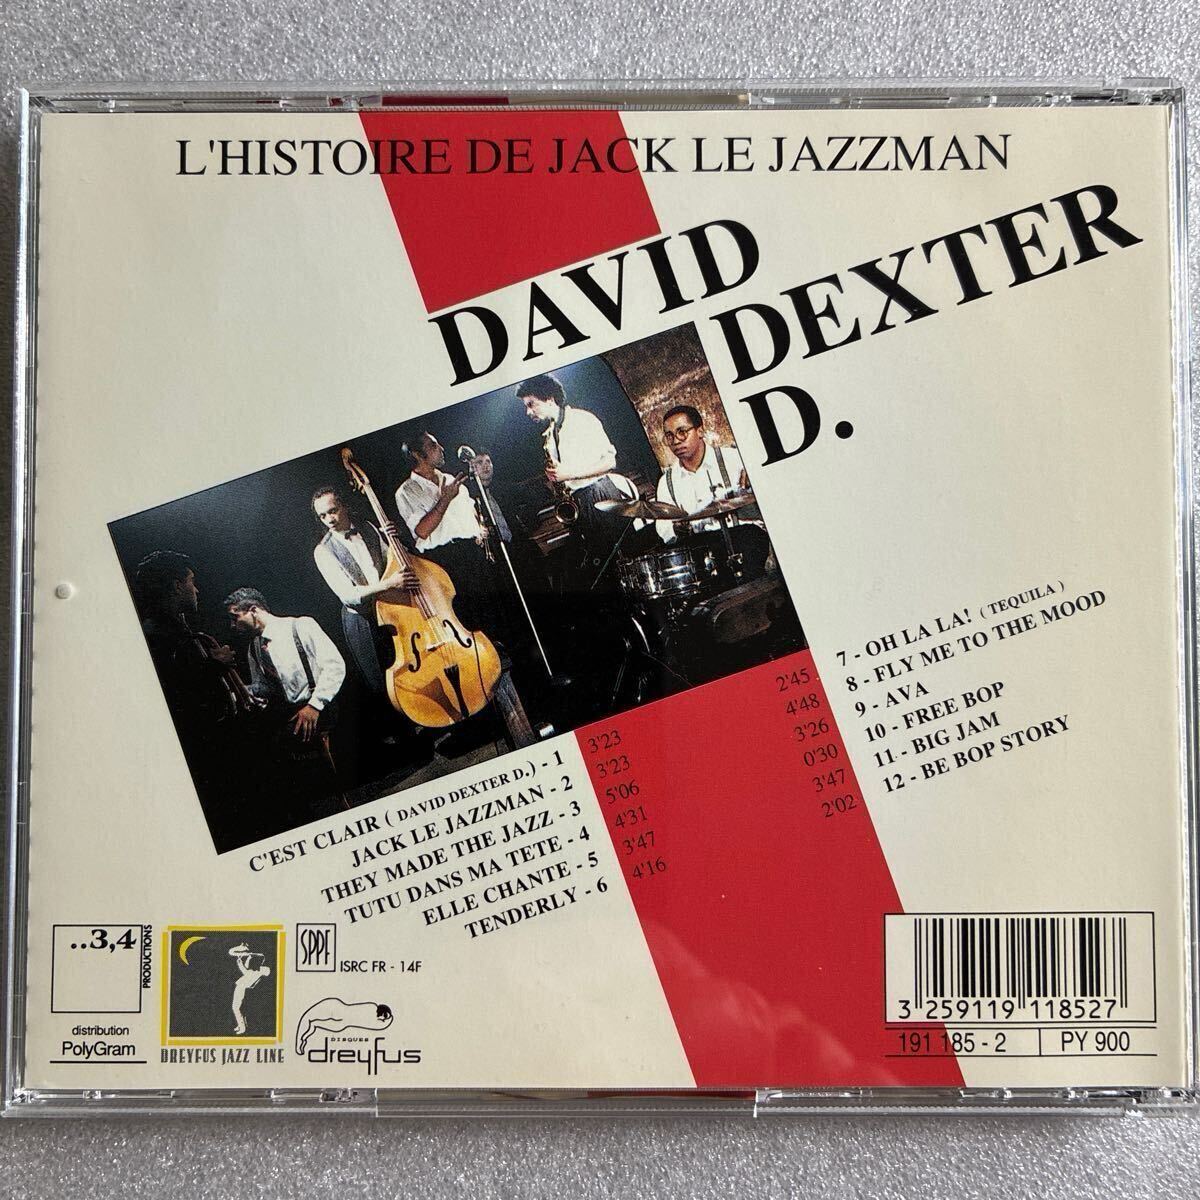 L'HISTOIRE DE JACK LE JAZZMAN
DAVID
DEXTER
D.
C'EST CLAIR ( DAVID DEXTER D.) - 1 3'23
JACK LE JAZZMAN - 2 3'23
THEY MADE THE JAZZ - 3 5'06
TUTU DANS MA TETE - 4 4'31
ELLE CHANTE - 5 3'47
TENDERLY - 6 4'16
2'45 7 - OH LA LA! ( TEQUILA )
4'48 8 - FLY ME TO THE MOOD
3'26 9 - AVA
0'30 10 - FREE BOP
3'47 11 - BIG JAM
2'02 12 - BE BOP STORY
..3,4
PRODUCTIONS
distribution
PolyGram
DREYFUS JAZZ LINE
SPPF
ISRC FR - 14F
DISQUES
dreyfus
3 259119 118527
191 185 - 2 PY 900